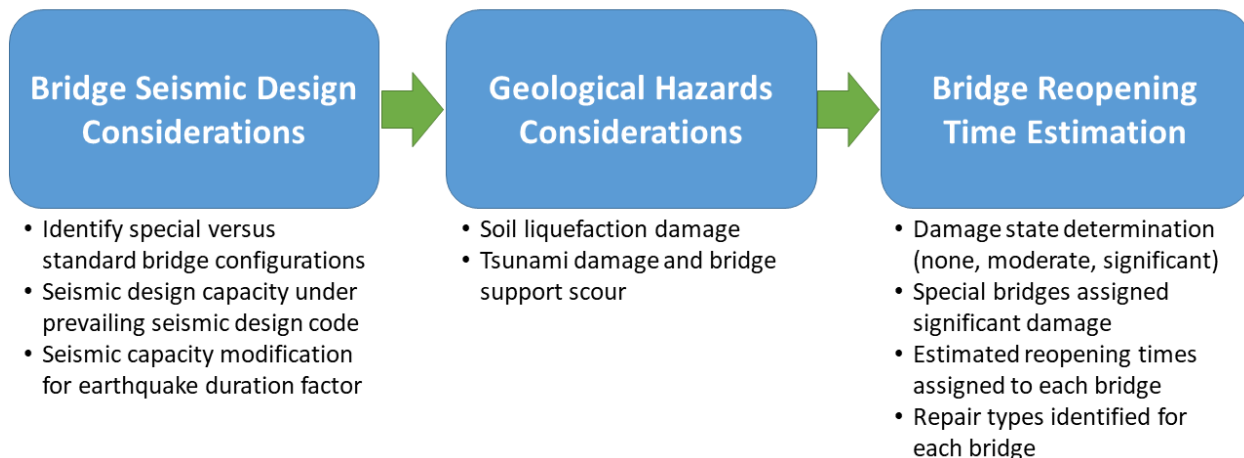 Bridge Seismic Design
Considerations
• Identify special versus
standard bridge configurations
• Seismic design capacity under
prevailing seismic design code
• Seismic capacity modification
for earthquake duration factor
Geological Hazards
Considerations
• Soil liquefaction damage
• Tsunami damage and bridge
support scour
Bridge Reopening
Time Estimation
• Damage state determination
(none, moderate, significant)
• Special bridges assigned
significant damage
• Estimated reopening times
assigned to each bridge
• Repair types identified for
each bridge